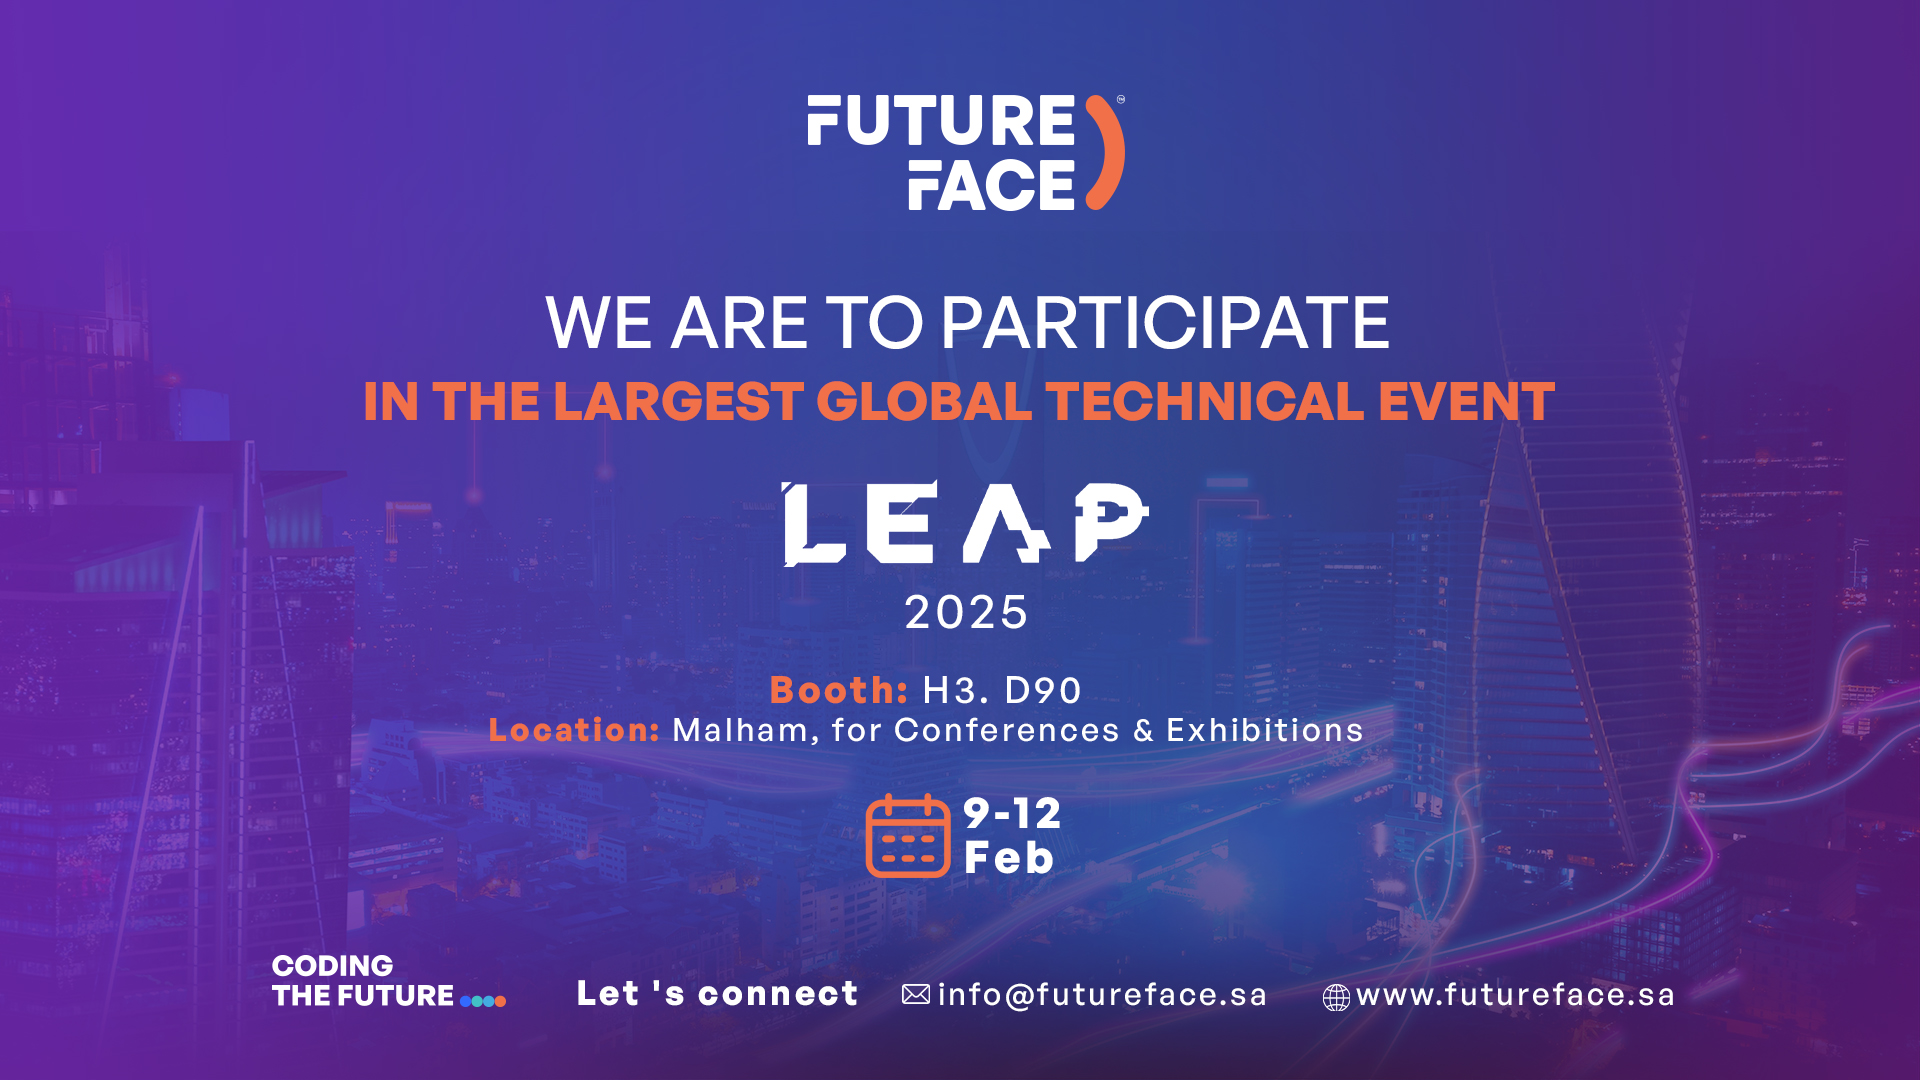 FUTURE
FACE
WE ARE TO PARTICIPATE
IN THE LARGEST GLOBAL TECHNICAL EVENT
LEAP
2025
Booth: H3. D90
Location: Malham, for Conferences & Exhibitions
9-12
Feb
CODING
THE FUTURE
Let 's connect
info@futureface.sa
www.futureface.sa